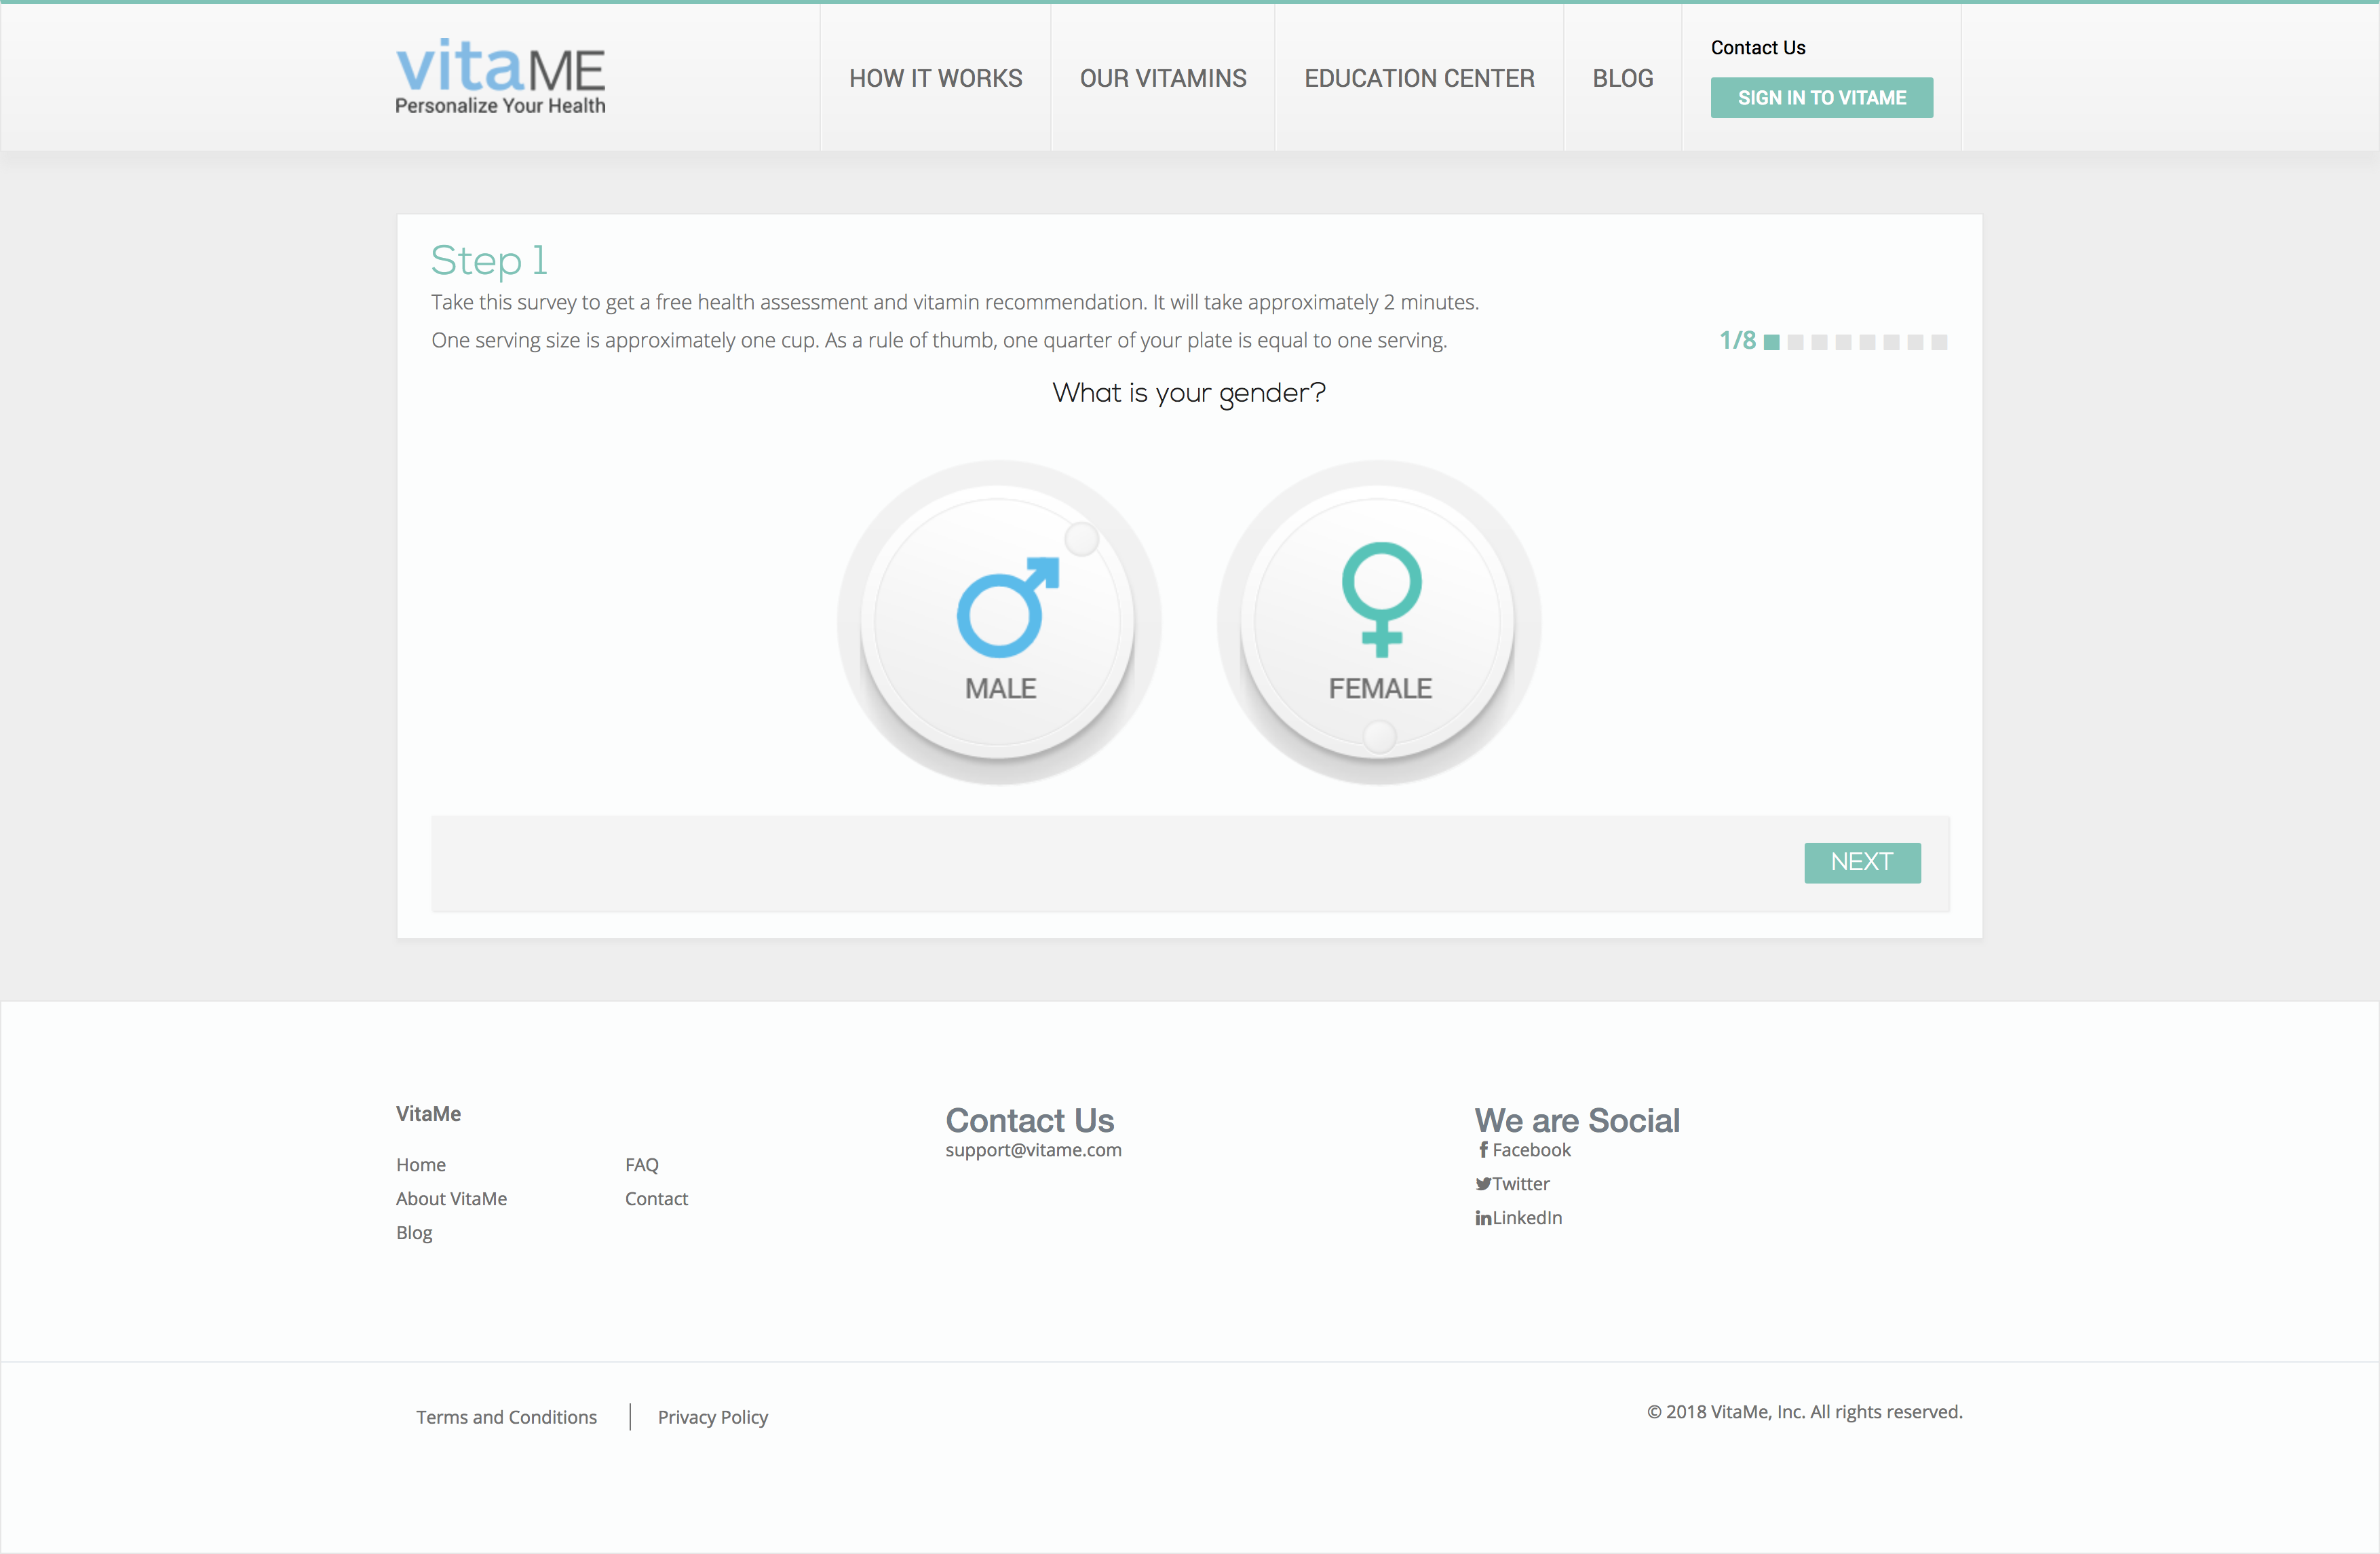 vitaME
Personalize Your Health
HOW IT WORKS
OUR VITAMINS
EDUCATION CENTER
BLOG
Contact Us
SIGN IN TO VITAME
Step 1
Take this survey to get a free health assessment and vitamin recommendation. It will take approximately 2 minutes.
One serving size is approximately one cup. As a rule of thumb, one quarter of your plate is equal to one serving.
1/8
What is your gender?
MALE
FEMALE
NEXT
VitaMe
Home
About VitaMe
Blog
FAQ
Contact
Contact Us
support@vitame.com
We are Social
Facebook
Twitter
LinkedIn
Terms and Conditions
Privacy Policy
© 2018 VitaMe, Inc. All rights reserved.